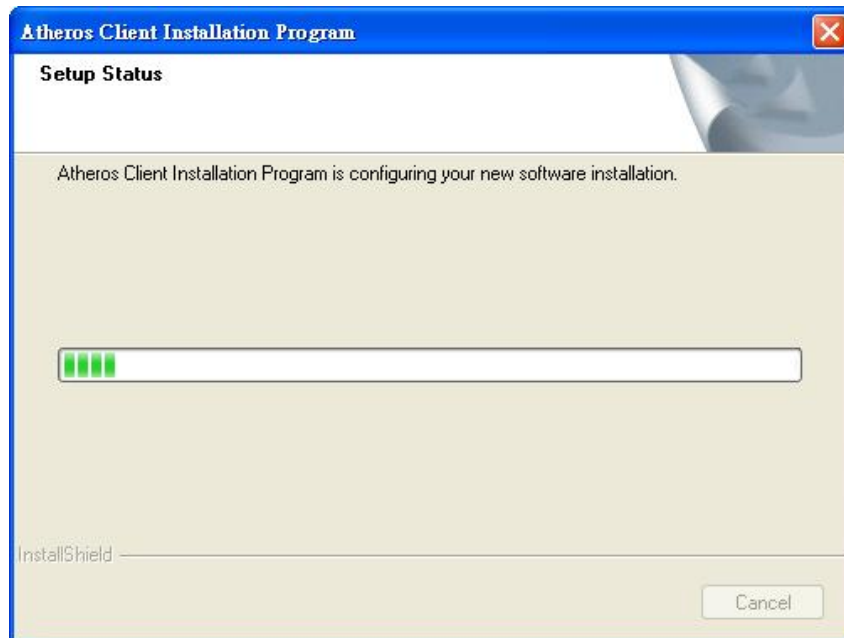 Atheros Client Installation Program
Setup Status
Atheros Client Installation Program is configuring your new software installation.
InstallShield
Cancel